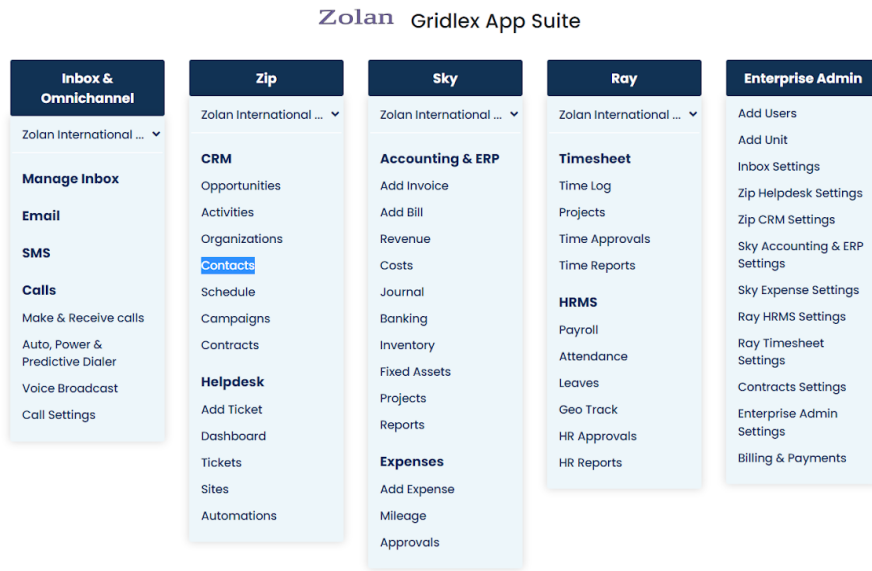 Zolan Gridlex App Suite
Inbox &
Omnichannel
Zolan International ...
Manage Inbox
Email
SMS
Calls
Make & Receive calls
Auto, Power &
Predictive Dialer
Voice Broadcast
Call Settings
Zip
Zolan International ...
CRM
Opportunities
Activities
Organizations
Contacts
Schedule
Campaigns
Contracts
Helpdesk
Add Ticket
Dashboard
Tickets
Sites
Automations
Sky
Zolan International ...
Accounting & ERP
Add Invoice
Add Bill
Revenue
Costs
Journal
Banking
Inventory
Fixed Assets
Projects
Reports
Expenses
Add Expense
Mileage
Approvals
Ray
Zolan International ...
Timesheet
Time Log
Projects
Time Approvals
Time Reports
HRMS
Payroll
Attendance
Leaves
Geo Track
HR Approvals
HR Reports
Enterprise Admin
Add Users
Add Unit
Inbox Settings
Zip Helpdesk Settings
Zip CRM Settings
Sky Accounting & ERP
Settings
Sky Expense Settings
Ray HRMS Settings
Ray Timesheet
Settings
Contracts Settings
Enterprise Admin
Settings
Billing & Payments